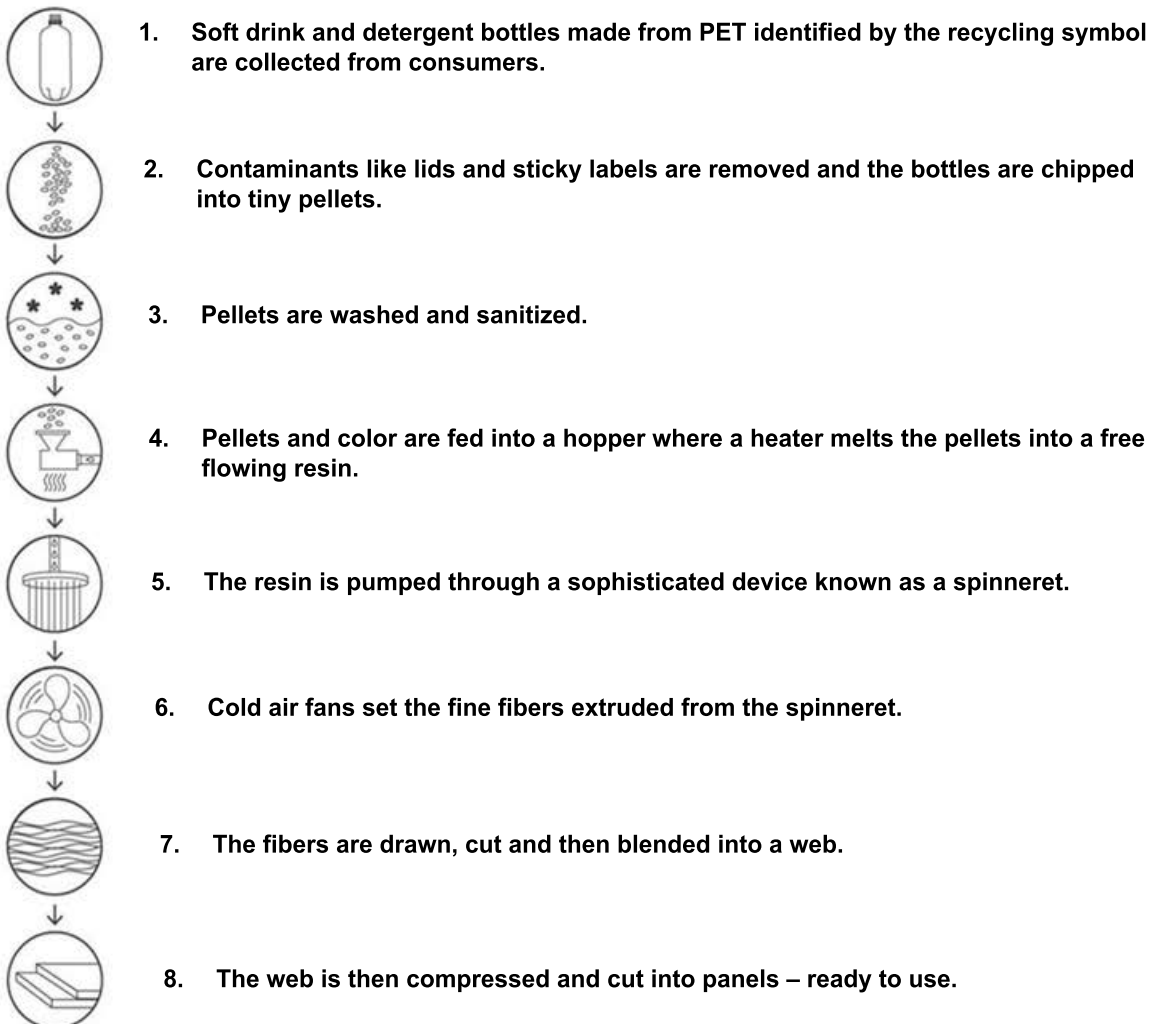 1. Soft drink and detergent bottles made from PET identified by the recycling symbol
are collected from consumers.
2. Contaminants like lids and sticky labels are removed and the bottles are chipped
into tiny pellets.
3. Pellets are washed and sanitized.
4. Pellets and color are fed into a hopper where a heater melts the pellets into a free
flowing resin.
5. The resin is pumped through a sophisticated device known as a spinneret.
6. Cold air fans set the fine fibers extruded from the spinneret.
7. The fibers are drawn, cut and then blended into a web.
8. The web is then compressed and cut into panels – ready to use.